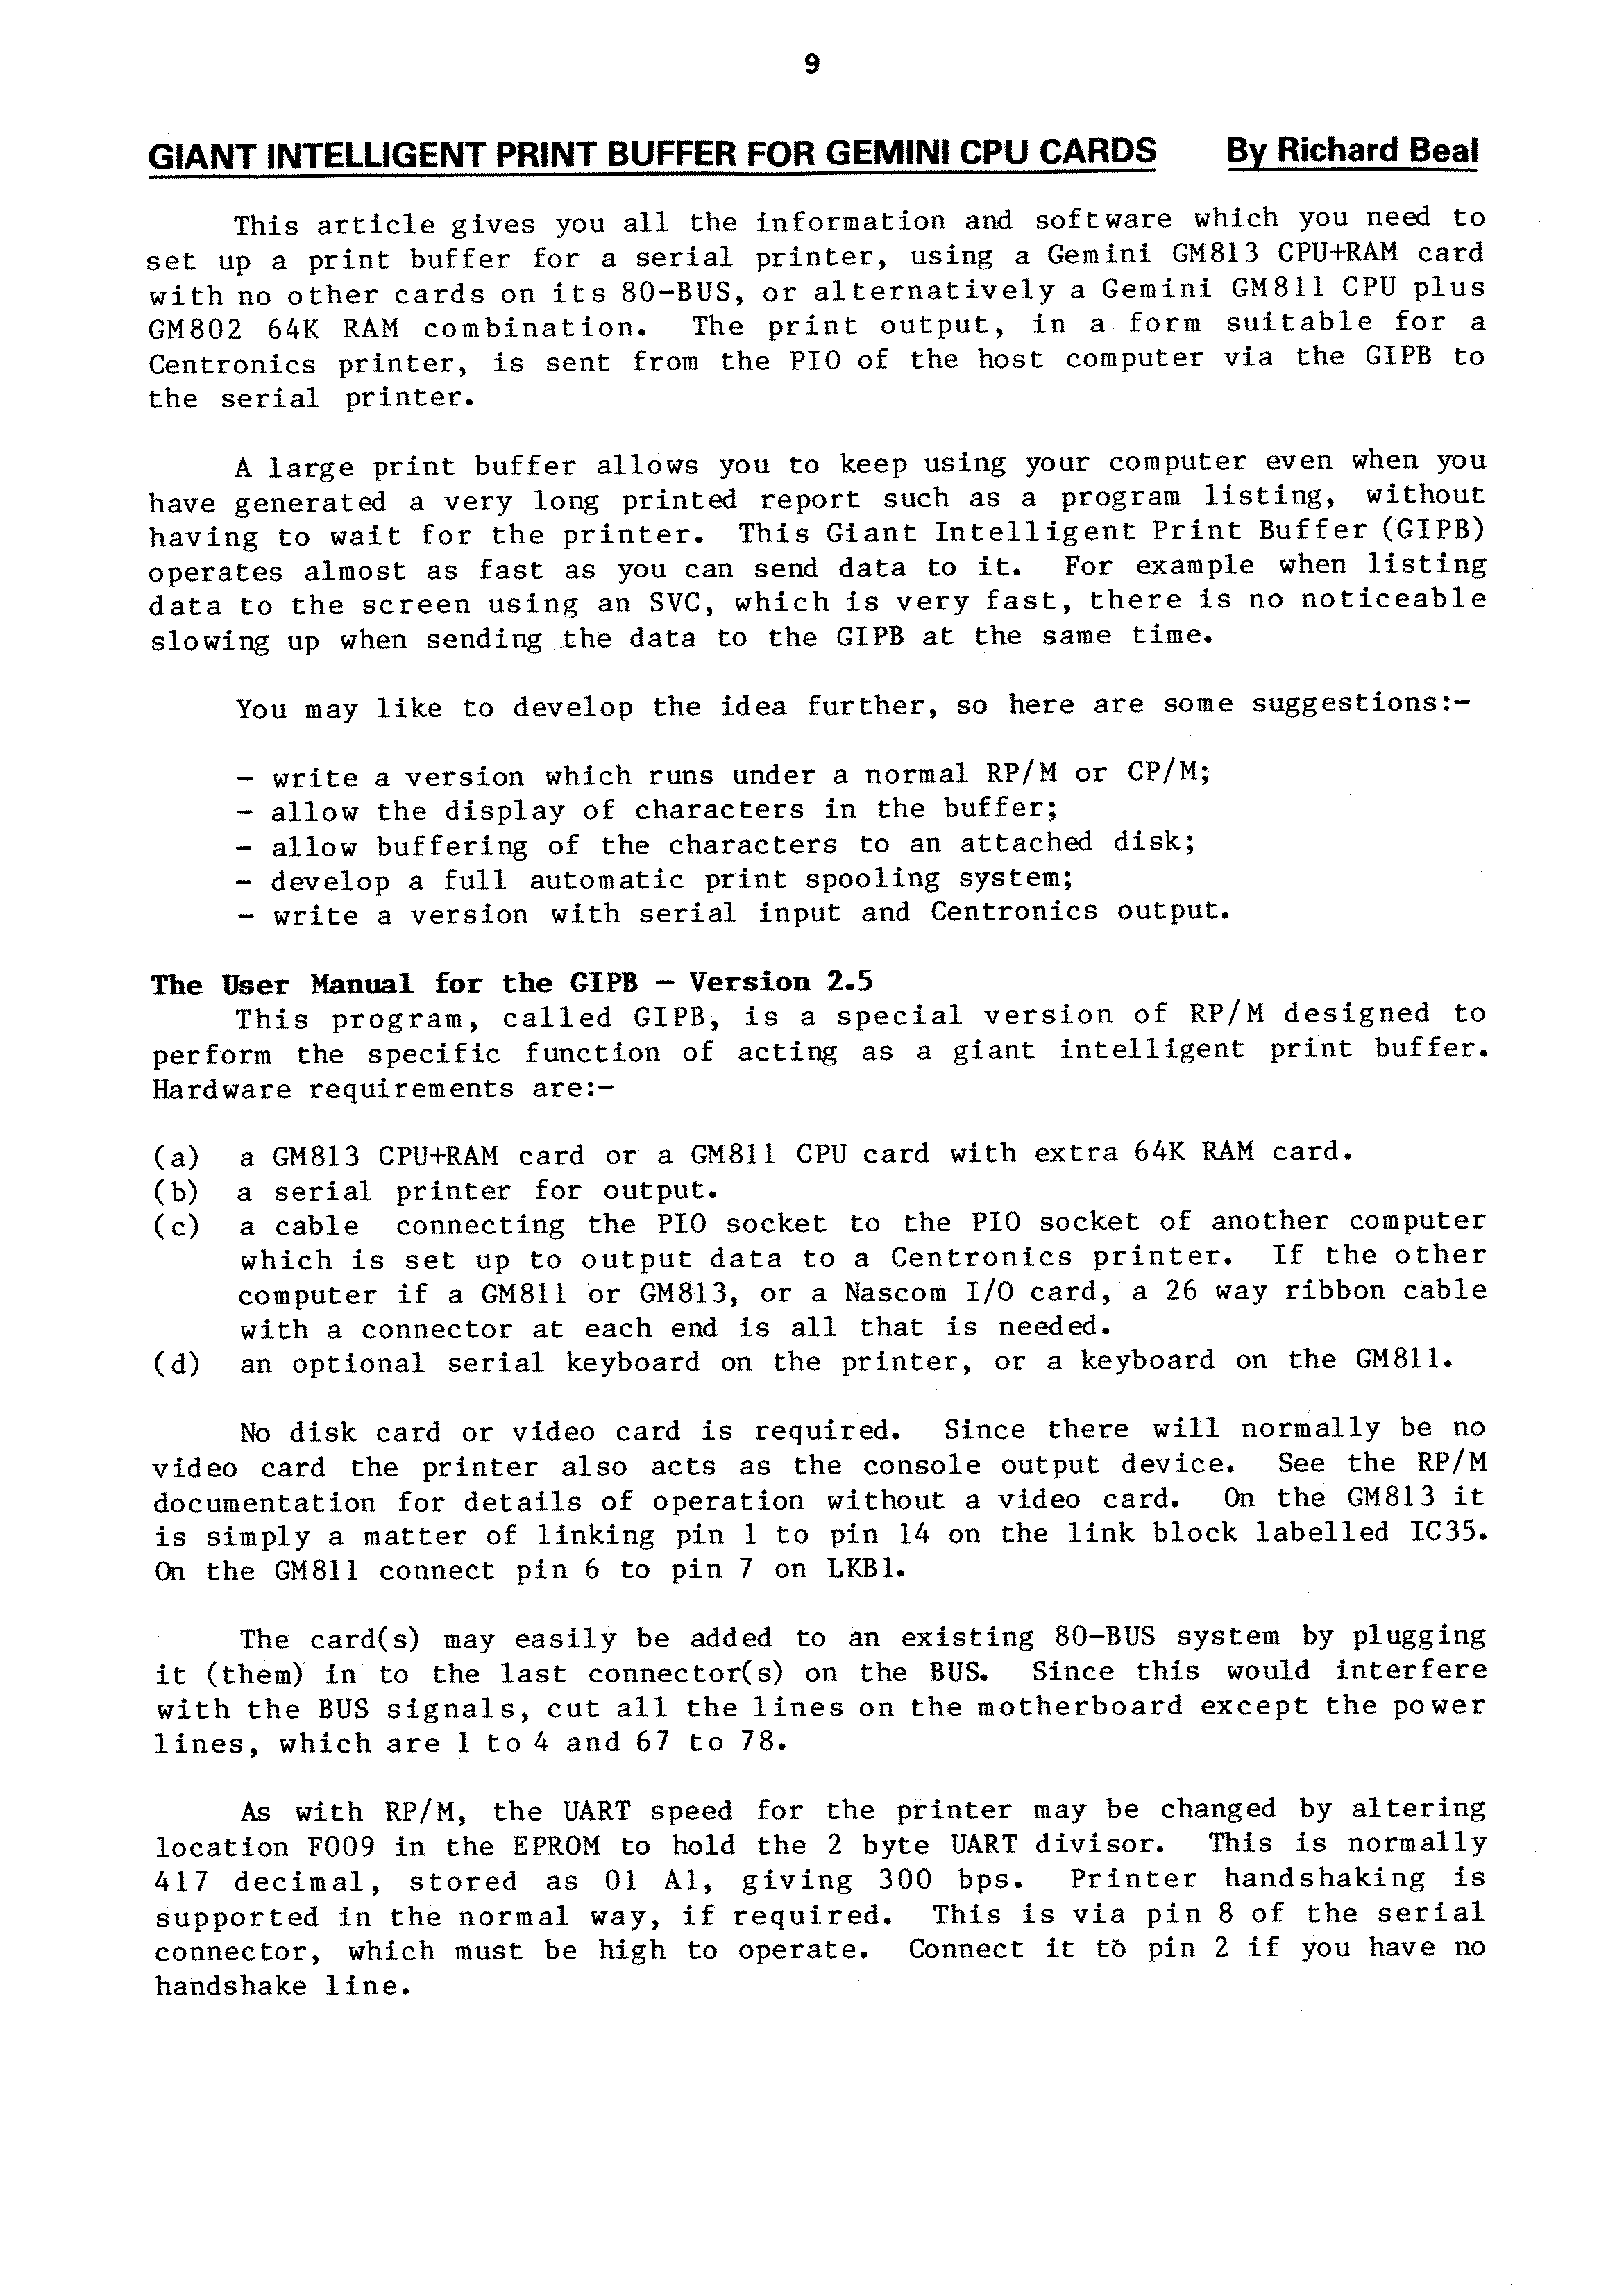 9
GIANT INTELLIGENT PRINT BUFFER FOR GEMINI CPU CARDS By Richard Beal
This article gives you all the information and software which you need to
set up a print buffer for a serial printer, using a Gemini GM813 CPU+RAM card
with no other cards on its 80-BUS, or alternatively a Gemini GM811 CPU plus
GM802 64K RAM combination. The print output, in a form suitable for a
Centronics printer, is sent from the PIO of the host computer via the GIPB to
the serial printer.
A large print buffer allows you to keep using your computer even when you
have generated a very long printed report such as a program listing, without
having to wait for the printer. This Giant Intelligent Print Buffer (GIPB)
operates almost as fast as you can send data to it. For example when listing
data to the screen using an SVC, which is very fast, there is no noticeable
slowing up when sending the data to the GIPB at the same time.
You may like to develop the idea further, so here are some suggestions:-
- write a version which runs under a normal RP/M or CP/M;
- allow the display of characters in the buffer;
- allow buffering of the characters to an attached disk;
- develop a full automatic print spooling system;
- write a version with serial input and Centronics output.
The User Manual for the GIPB - Version 2.5
This program, called GIPB, is a special version of RP/M designed to
perform the specific function of acting as a giant intelligent print buffer.
Hardware requirements are:-
(a) a GM813 CPU+RAM card or a GM811 CPU card with extra 64K RAM card.
(b) a serial printer for output.
(c) a cable connecting the PIO socket to the PIO socket of another computer
which is set up to output data to a Centronics printer. If the other
computer if a GM811 or GM813, or a Nascom I/O card, a 26 way ribbon cable
with a connector at each end is all that is needed.
(d) an optional serial keyboard on the printer, or a keyboard on the GM811.
No disk card or video card is required. Since there will normally be no
video card the printer also acts as the console output device. See the RP/M
documentation for details of operation without a video card. On the GM813 it
is simply a matter of linking pin 1 to pin 14 on the link block labelled IC35.
On the GM811 connect pin 6 to pin 7 on LKB1.
The card(s) may easily be added to an existing 80-BUS system by plugging
it (them) in to the last connector(s) on the BUS. Since this would interfere
with the BUS signals, cut all the lines on the motherboard except the power
lines, which are 1 to 4 and 67 to 78.
As with RP/M, the UART speed for the printer may be changed by altering
location F009 in the EPROM to hold the 2 byte UART divisor. This is normally
417 decimal, stored as 01 A1, giving 300 bps. Printer handshaking is
supported in the normal way, if required. This is via pin 8 of the serial
connector, which must be high to operate. Connect it to pin 2 if you have no
handshake line.